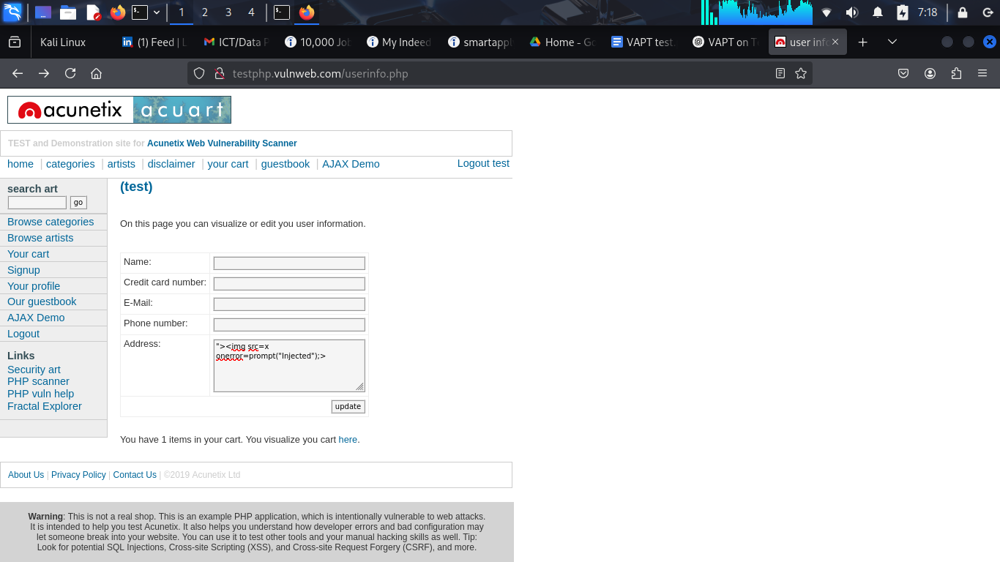 1 2 3 4 7:18
Kali Linux (1) Feed | L ICT/Data P 10,000 Job My Indeed smartappl Home - Go VAPT test. VAPT on Te user info
testphp.vulnweb.com/userinfo.php
acunetix acuart
TEST and Demonstration site for Acunetix Web Vulnerability Scanner
home | categories | artists | disclaimer | your cart | guestbook | AJAX Demo Logout test
search art
go
Browse categories
Browse artists
Your cart
Signup
Your profile
Our guestbook
AJAX Demo
Logout
Links
Security art
PHP scanner
PHP vuln help
Fractal Explorer
(test)
On this page you can visualize or edit you user information.
Name:
Credit card number:
E-Mail:
Phone number:
Address: "><img src=x
onerror=prompt("Injected");>
update
You have 1 items in your cart. You visualize you cart here.
About Us | Privacy Policy | Contact Us | ©2019 Acunetix Ltd
Warning: This is not a real shop. This is an example PHP application, which is intentionally vulnerable to web attacks.
It is intended to help you test Acunetix. It also helps you understand how developer errors and bad configuration may
let someone break into your website. You can use it to test other tools and your manual hacking skills as well. Tip:
Look for potential SQL Injections, Cross-site Scripting (XSS), and Cross-site Request Forgery (CSRF), and more.